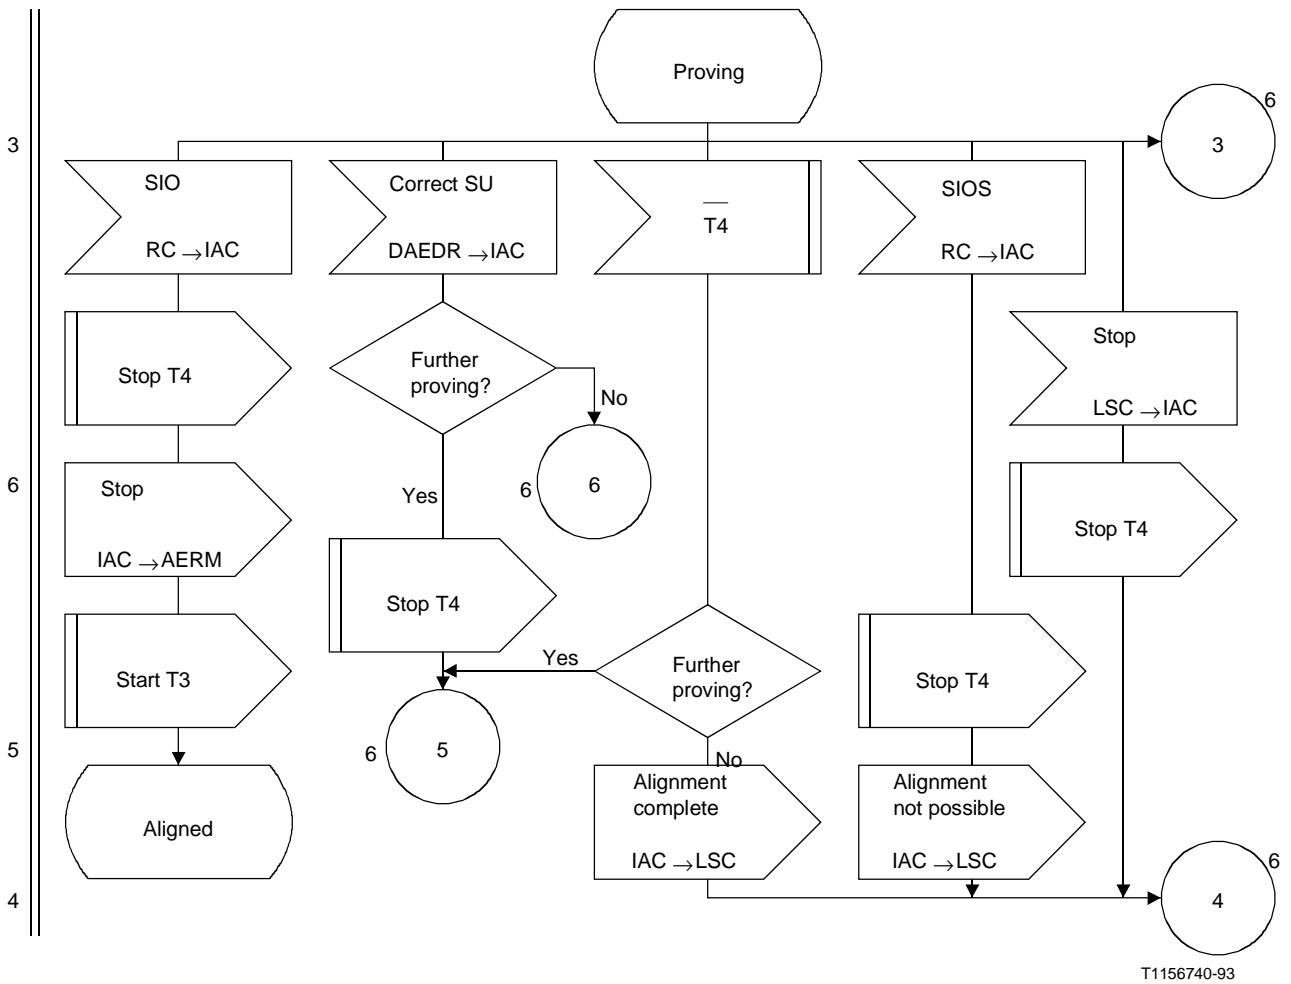 Proving
6
3
3
SIO
RC → IAC
Correct SU
DAEDR → IAC
T4
SIOS
RC → IAC
Stop T4
Further
proving?
No
Stop
LSC → IAC
6
Stop
IAC → AERM
Yes
6
6
Stop T4
Stop T4
Start T3
Yes
Further
proving?
Stop T4
5
6
5
No
Aligned
Alignment
complete
IAC → LSC
Alignment
not possible
IAC → LSC
6
4
4
T1156740-93